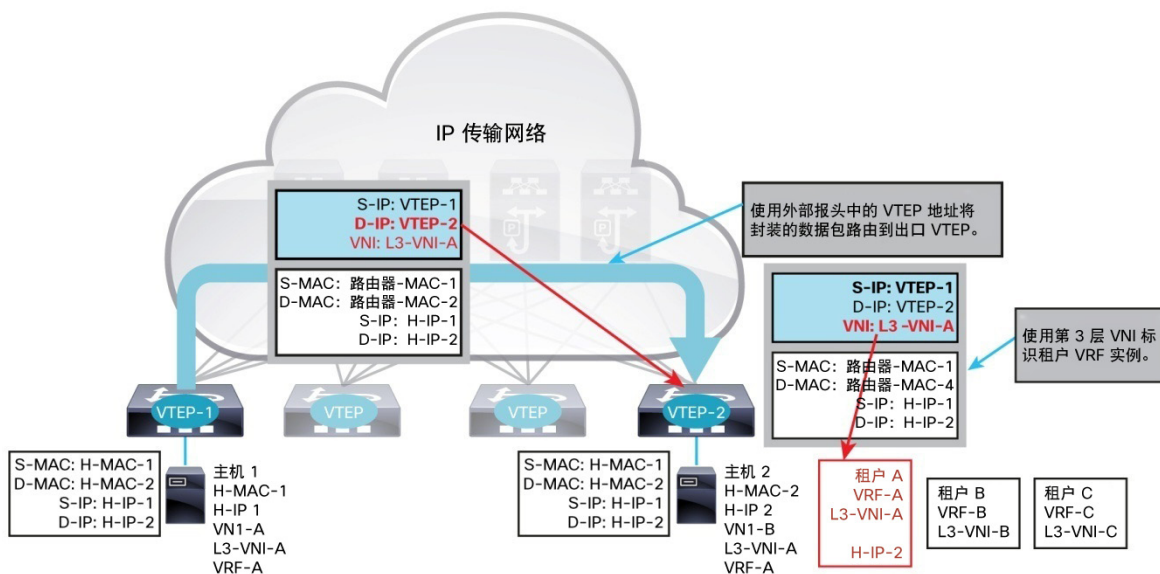 IP 传输网络
S-IP: VTEP-1
D-IP: VTEP-2
VNI: L3-VNI-A
S-MAC: 路由器-MAC-1
D-MAC: 路由器-MAC-2
S-IP: H-IP-1
D-IP: H-IP-2
使用外部报头中的 VTEP 地址将
封装的数据包路由到出口 VTEP。
S-IP: VTEP-1
D-IP: VTEP-2
VNI: L3 -VNI-A
S-MAC: 路由器-MAC-1
D-MAC: 路由器-MAC-4
S-IP: H-IP-1
D-IP: H-IP-2
使用第 3 层 VNI 标
识租户 VRF 实例。
P
P
VTEP-1
VTEP
VTEP
VTEP-2
S-MAC: H-MAC-1
D-MAC: H-MAC-2
S-IP: H-IP-1
D-IP: H-IP-2
主机 1
H-MAC-1
H-IP 1
VN1-A
L3-VNI-A
VRF-A
S-MAC: H-MAC-1
D-MAC: H-MAC-2
S-IP: H-IP-1
D-IP: H-IP-2
主机 2
H-MAC-2
H-IP 2
VN1-B
L3-VNI-A
VRF-A
租户 A
VRF-A
L3-VNI-A
H-IP-2
租户 B
VRF-B
L3-VNI-B
租户 C
VRF-C
L3-VNI-C